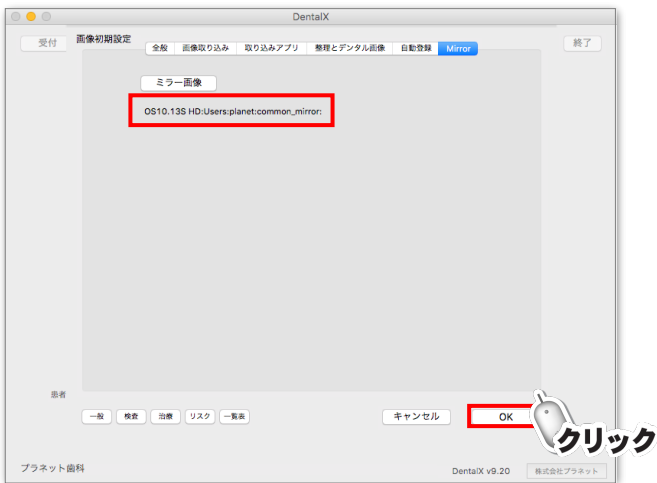 DentalX
受付
画像初期設定
終了
全般 画像取り込み 取り込みアプリ 整理とデンタル画像 自動登録 Mirror
ミラー画像
OS10.13S HD:Users:planet:common_mirror:
患者
一般 検査 治療 リスク 一覧表 キャンセル OK
クリック
プラネット歯科 DentalX v9.20 株式会社プラネット